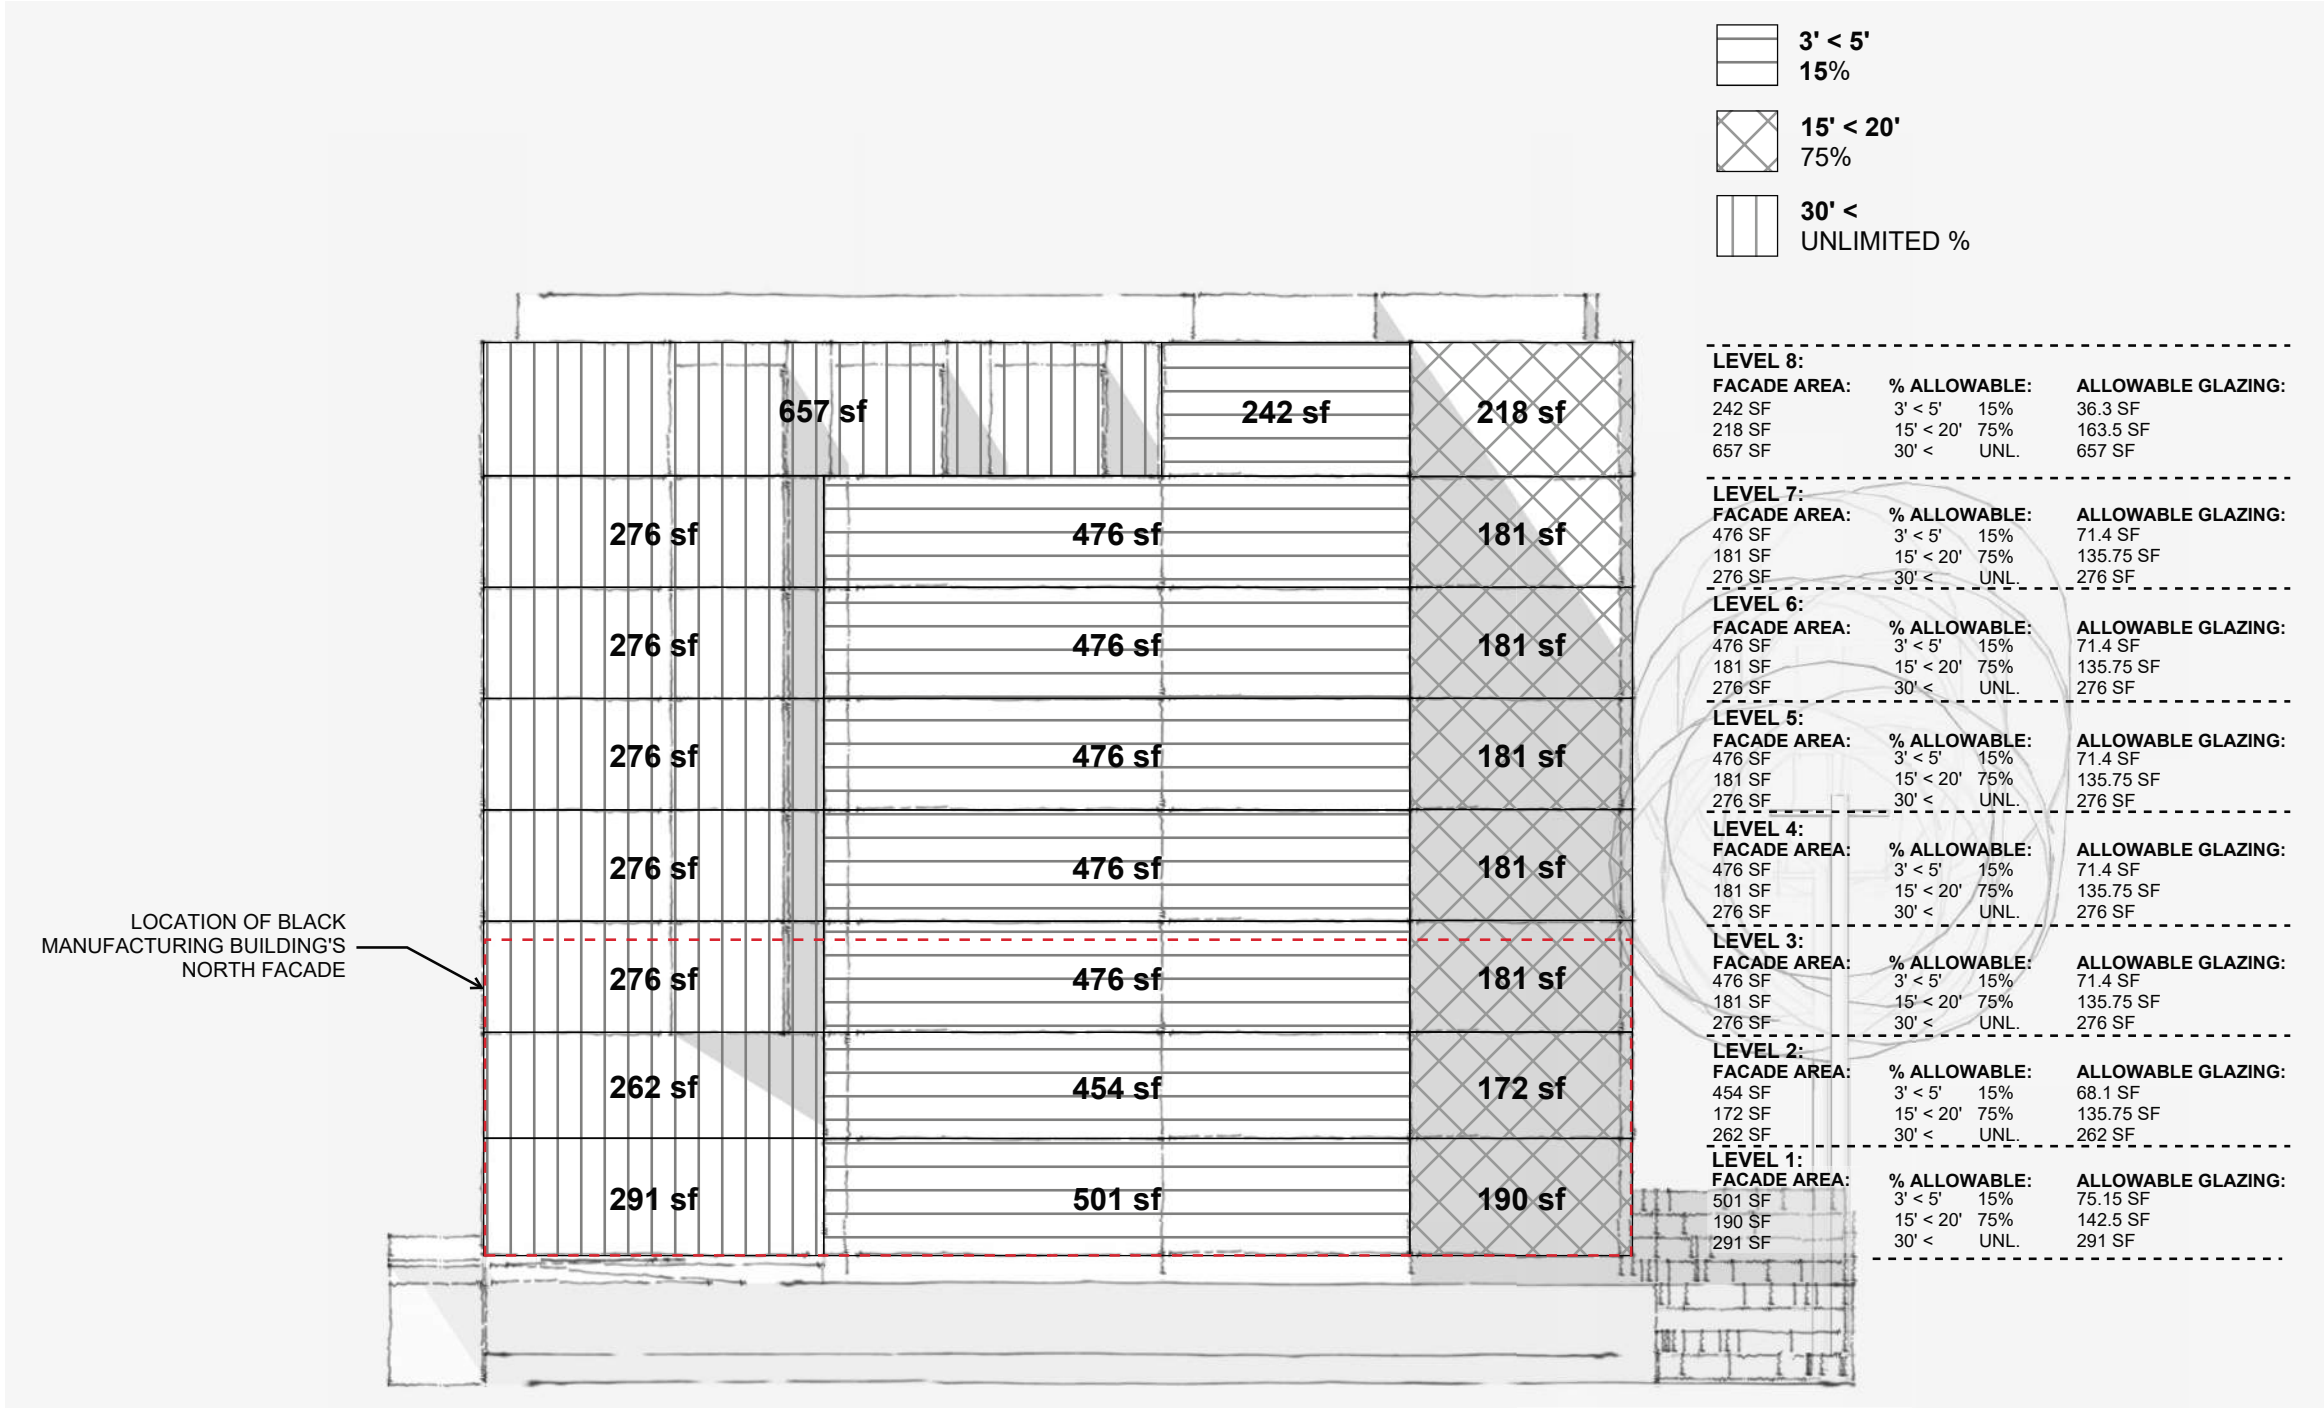 3' < 5'
15%
15' < 20'
75%
30' <
UNLIMITED %
657 sf
242 sf
218 sf
276 sf
476 sf
181 sf
276 sf
476 sf
181 sf
276 sf
476 sf
181 sf
276 sf
476 sf
181 sf
276 sf
476 sf
181 sf
262 sf
454 sf
172 sf
291 sf
501 sf
190 sf
LOCATION OF BLACK
MANUFACTURING BUILDING'S
NORTH FACADE
LEVEL 8:
FACADE AREA: % ALLOWABLE: ALLOWABLE GLAZING:
242 SF 3' < 5' 15% 36.3 SF
218 SF 15' < 20' 75% 163.5 SF
657 SF 30' < UNL. 657 SF
LEVEL 7:
FACADE AREA: % ALLOWABLE: ALLOWABLE GLAZING:
476 SF 3' < 5' 15% 71.4 SF
181 SF 15' < 20' 75% 135.75 SF
276 SF 30' < UNL. 276 SF
LEVEL 6:
FACADE AREA: % ALLOWABLE: ALLOWABLE GLAZING:
476 SF 3' < 5' 15% 71.4 SF
181 SF 15' < 20' 75% 135.75 SF
276 SF 30' < UNL. 276 SF
LEVEL 5:
FACADE AREA: % ALLOWABLE: ALLOWABLE GLAZING:
476 SF 3' < 5' 15% 71.4 SF
181 SF 15' < 20' 75% 135.75 SF
276 SF 30' < UNL. 276 SF
LEVEL 4:
FACADE AREA: % ALLOWABLE: ALLOWABLE GLAZING:
476 SF 3' < 5' 15% 71.4 SF
181 SF 15' < 20' 75% 135.75 SF
276 SF 30' < UNL. 276 SF
LEVEL 3:
FACADE AREA: % ALLOWABLE: ALLOWABLE GLAZING:
476 SF 3' < 5' 15% 71.4 SF
181 SF 15' < 20' 75% 135.75 SF
276 SF 30' < UNL. 276 SF
LEVEL 2:
FACADE AREA: % ALLOWABLE: ALLOWABLE GLAZING:
454 SF 3' < 5' 15% 68.1 SF
172 SF 15' < 20' 75% 135.75 SF
262 SF 30' < UNL. 262 SF
LEVEL 1:
FACADE AREA: % ALLOWABLE: ALLOWABLE GLAZING:
501 SF 3' < 5' 15% 75.15 SF
190 SF 15' < 20' 75% 142.5 SF
291 SF 30' < UNL. 291 SF